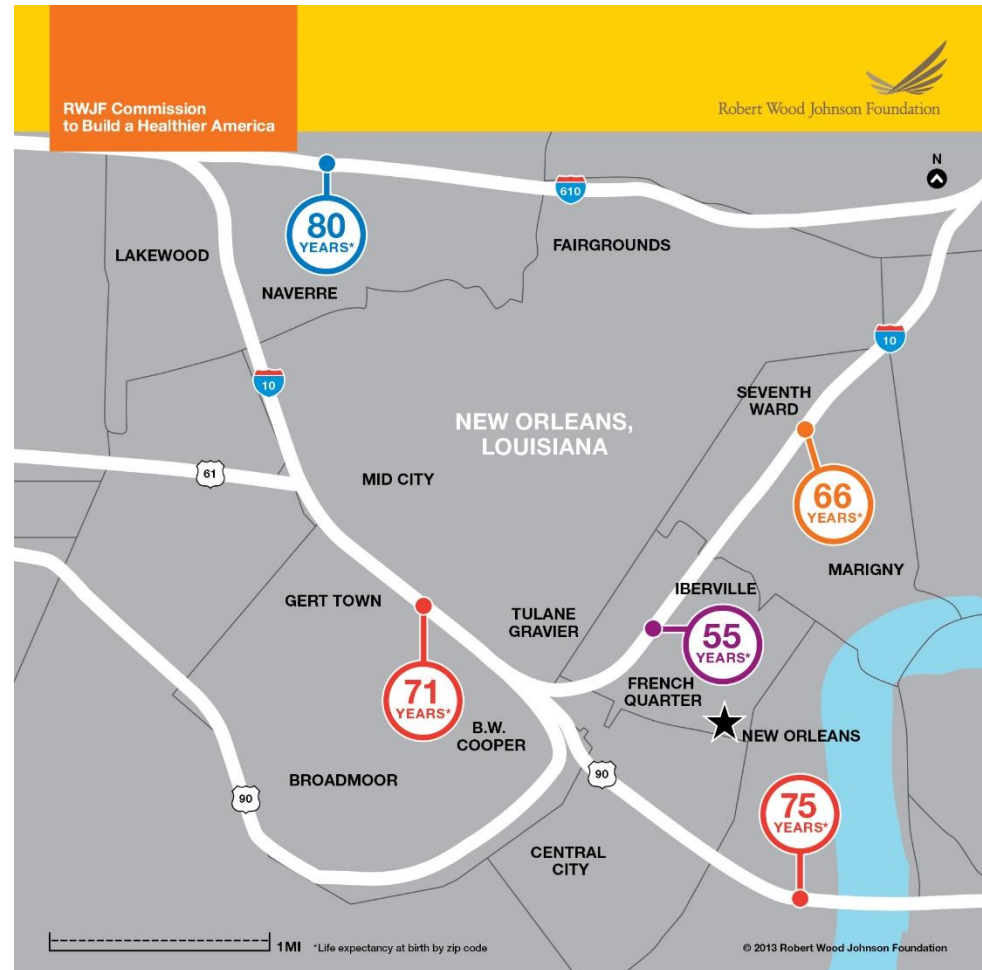 RWJF Commission
to Build a Healthier America
Robert Wood Johnson Foundation
N
610
80
YEARS*
LAKEWOOD
FAIRGROUNDS
NAVERRE
10
10
SEVENTH
WARD
NEW ORLEANS,
LOUISIANA
61
MID CITY
66
YEARS*
MARIGNY
IBERVILLE
GERT TOWN
TULANE
GRAVIER
55
YEARS*
FRENCH
QUARTER
71
YEARS*
B.W.
COOPER
NEW ORLEANS
BROADMOOR
90
90
75
YEARS*
CENTRAL
CITY
1MI *Life expectancy at birth by zip code
© 2013 Robert Wood Johnson Foundation